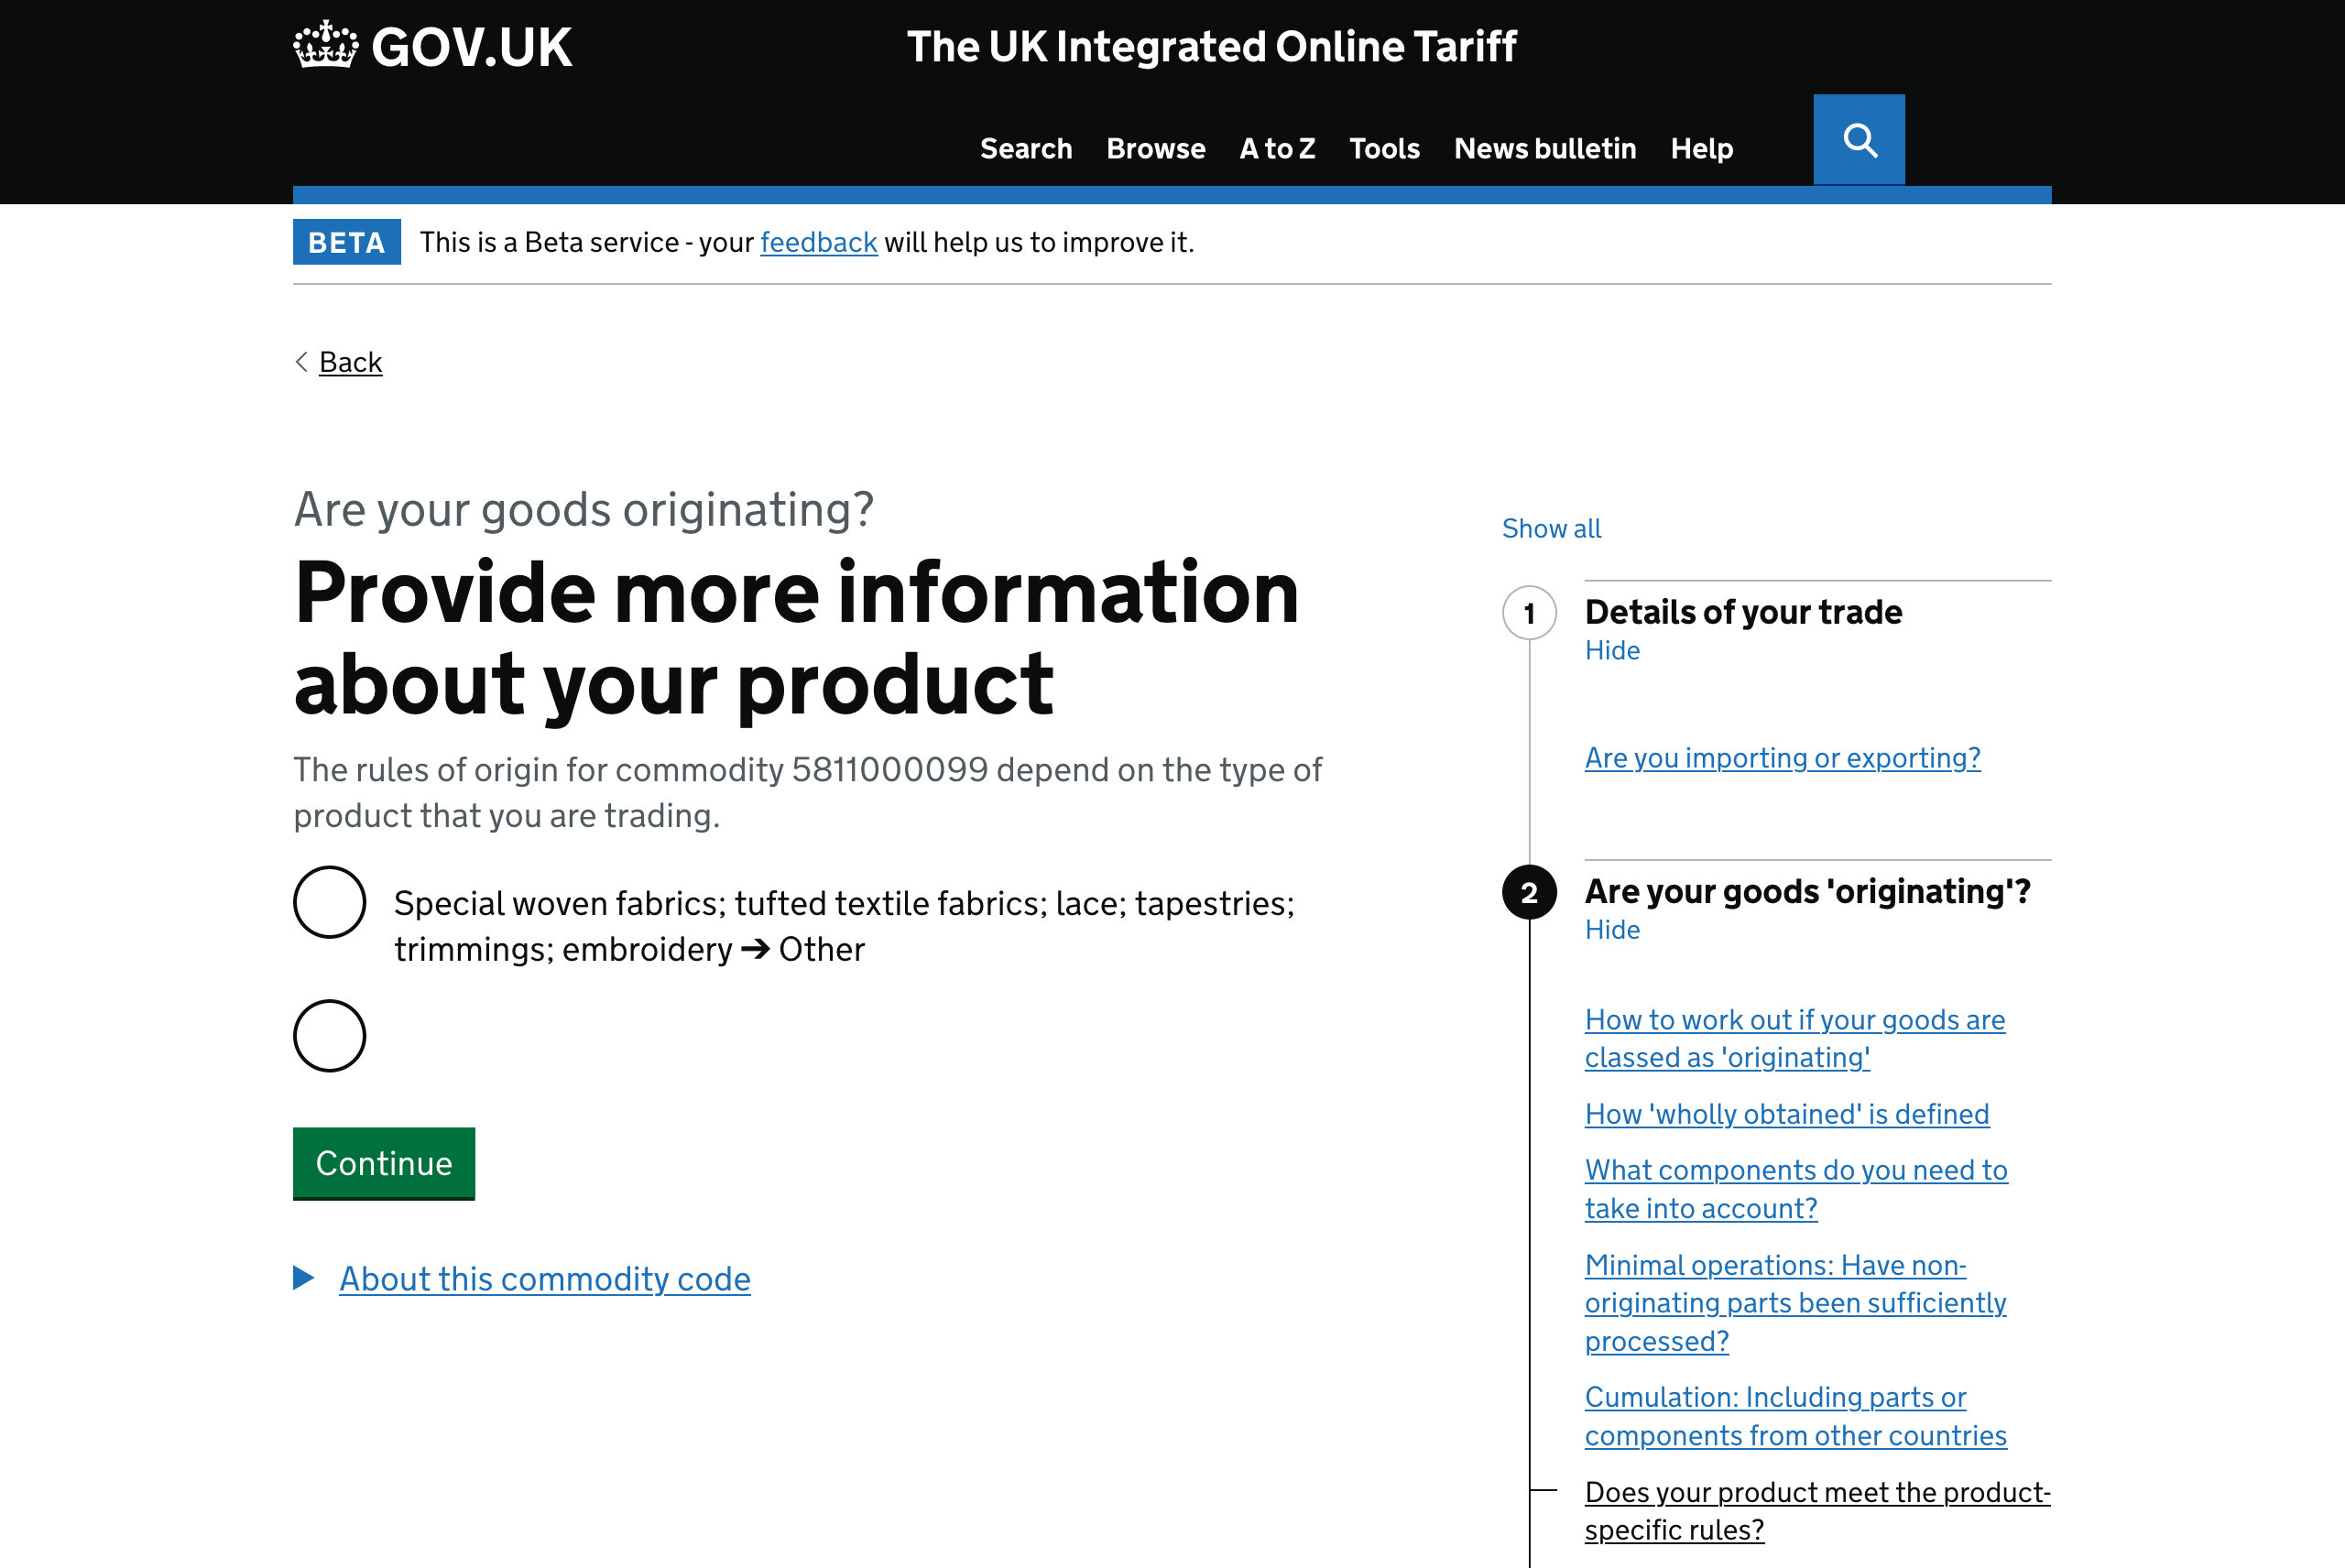 GOV.UK
The UK Integrated Online Tariff
Search Browse A to Z Tools News bulletin Help
BETA This is a Beta service - your feedback will help us to improve it.
Back
Are your goods originating?
Provide more information
about your product
The rules of origin for commodity 5811000099 depend on the type of
product that you are trading.
Special woven fabrics; tufted textile fabrics; lace; tapestries;
trimmings; embroidery ➔ Other
Continue
About this commodity code
Show all
1 Details of your trade
Hide
Are you importing or exporting?
2 Are your goods 'originating'?
Hide
How to work out if your goods are
classed as 'originating'
How 'wholly obtained' is defined
What components do you need to
take into account?
Minimal operations: Have non-
originating parts been sufficiently
processed?
Cumulation: Including parts or
components from other countries
Does your product meet the product-
specific rules?